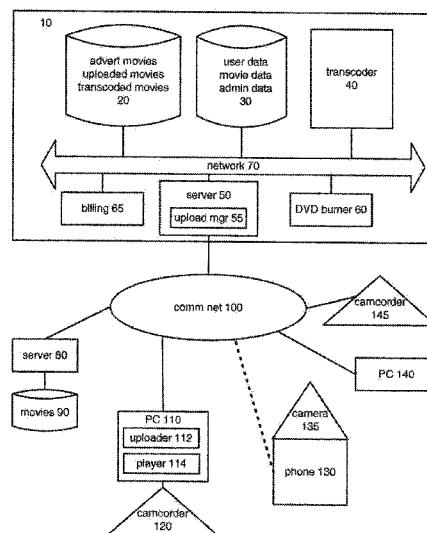 10
advert movies
uploaded movies
transcoded movies
20
user data
movie data
admin data
30
transcoder
40
network 70
billing 65
server 50
upload mgr 55
DVD burner 60
comm net 100
camcorder
145
server 80
movies 90
PC 140
PC 110
uploader 112
player 114
camera
135
phone 130
camcorder
120